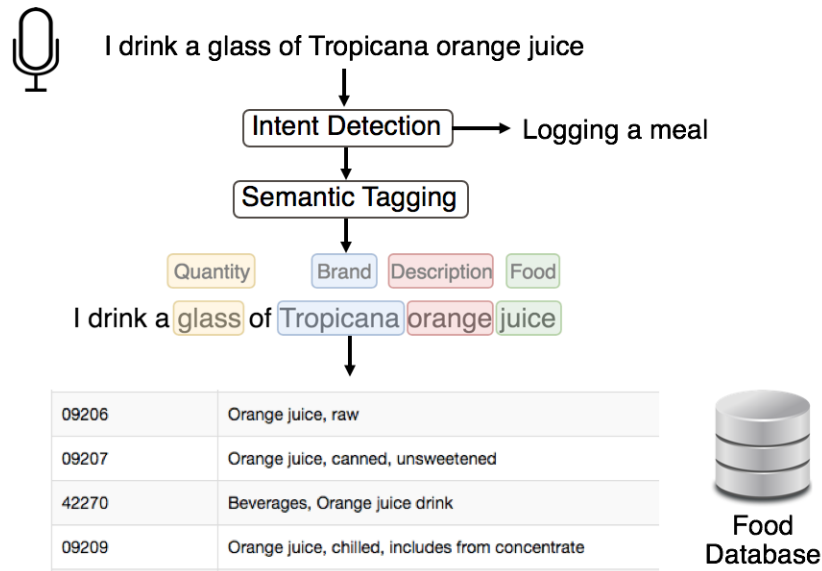 I drink a glass of Tropicana orange juice
Intent Detection
Logging a meal
Semantic Tagging
Quantity Brand Description Food
I drink a glass of Tropicana orange juice
09206 Orange juice, raw
09207 Orange juice, canned, unsweetened
42270 Beverages, Orange juice drink
09209 Orange juice, chilled, includes from concentrate
Food
Database